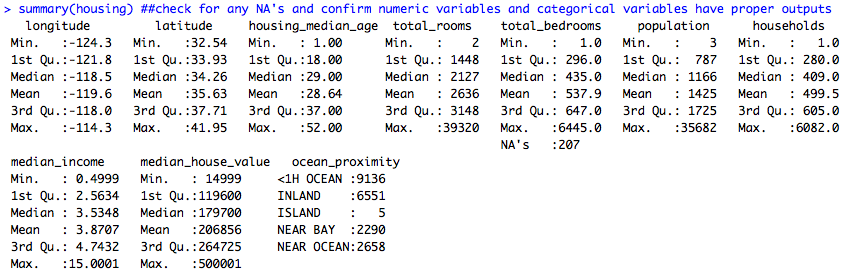 > summary(housing) ##check for any NA's and confirm numeric variables and categorical variables have proper outputs
longitude latitude housing_median_age total_rooms total_bedrooms population households
Min. :-124.3 Min. :32.54 Min. : 1.00 Min. : 2 Min. : 1.0 Min. : 3 Min. : 1.0
1st Qu.:-121.8 1st Qu.:33.93 1st Qu.:18.00 1st Qu.: 1448 1st Qu.: 296.0 1st Qu.: 787 1st Qu.: 280.0
Median :-118.5 Median :34.26 Median :29.00 Median : 2127 Median : 435.0 Median : 1166 Median : 409.0
Mean :-119.6 Mean :35.63 Mean :28.64 Mean : 2636 Mean : 537.9 Mean : 1425 Mean : 499.5
3rd Qu.:-118.0 3rd Qu.:37.71 3rd Qu.:37.00 3rd Qu.: 3148 3rd Qu.: 647.0 3rd Qu.: 1725 3rd Qu.: 605.0
Max. :-114.3 Max. :41.95 Max. :52.00 Max. :39320 Max. :6445.0 Max. :35682 Max. :6082.0
NA's :207
median_income median_house_value ocean_proximity
Min. : 0.4999 Min. : 14999 <1H OCEAN :9136
1st Qu.: 2.5634 1st Qu.:119600 INLAND :6551
Median : 3.5348 Median :179700 ISLAND : 5
Mean : 3.8707 Mean :206856 NEAR BAY :2290
3rd Qu.: 4.7432 3rd Qu.:264725 NEAR OCEAN:2658
Max. :15.0001 Max. :500001